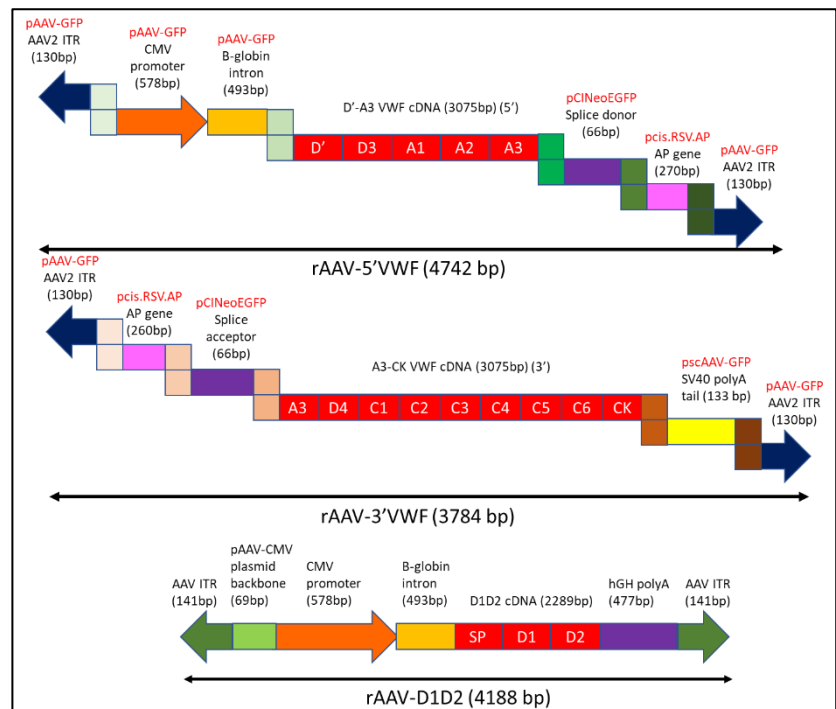 pAAV-GFP
AAV2 ITR
(130bp)
pAAV-GFP
CMV
promoter
(578bp)
pAAV-GFP
B-globin
intron
(493bp)
D'-A3 VWF cDNA (3075bp) (5')
pCINeoEGFP
Splice donor
(66bp)
pcis.RSV.AP
AP gene
(270bp)
pAAV-GFP
AAV2 ITR
(130bp)
D' D3 A1 A2 A3
rAAV-5'VWF (4742 bp)
pAAV-GFP
AAV2 ITR
(130bp)
pcis.RSV.AP
AP gene
(260bp)
pCINeoEGFP
Splice
acceptor
(66bp)
A3-CK VWF cDNA (3075bp) (3')
pscAAV-GFP
SV40 polyA
tail (133 bp)
pAAV-GFP
AAV2 ITR
(130bp)
A3 D4 C1 C2 C3 C4 C5 C6 CK
rAAV-3'VWF (3784 bp)
AAV ITR
(141bp)
pAAV-CMV
plasmid
backbone
(69bp)
CMV
promoter
(578bp)
B-globin
intron
(493bp)
D1D2 cDNA (2289bp)
hGH polyA
(477bp)
AAV ITR
(141bp)
SP D1 D2
rAAV-D1D2 (4188 bp)